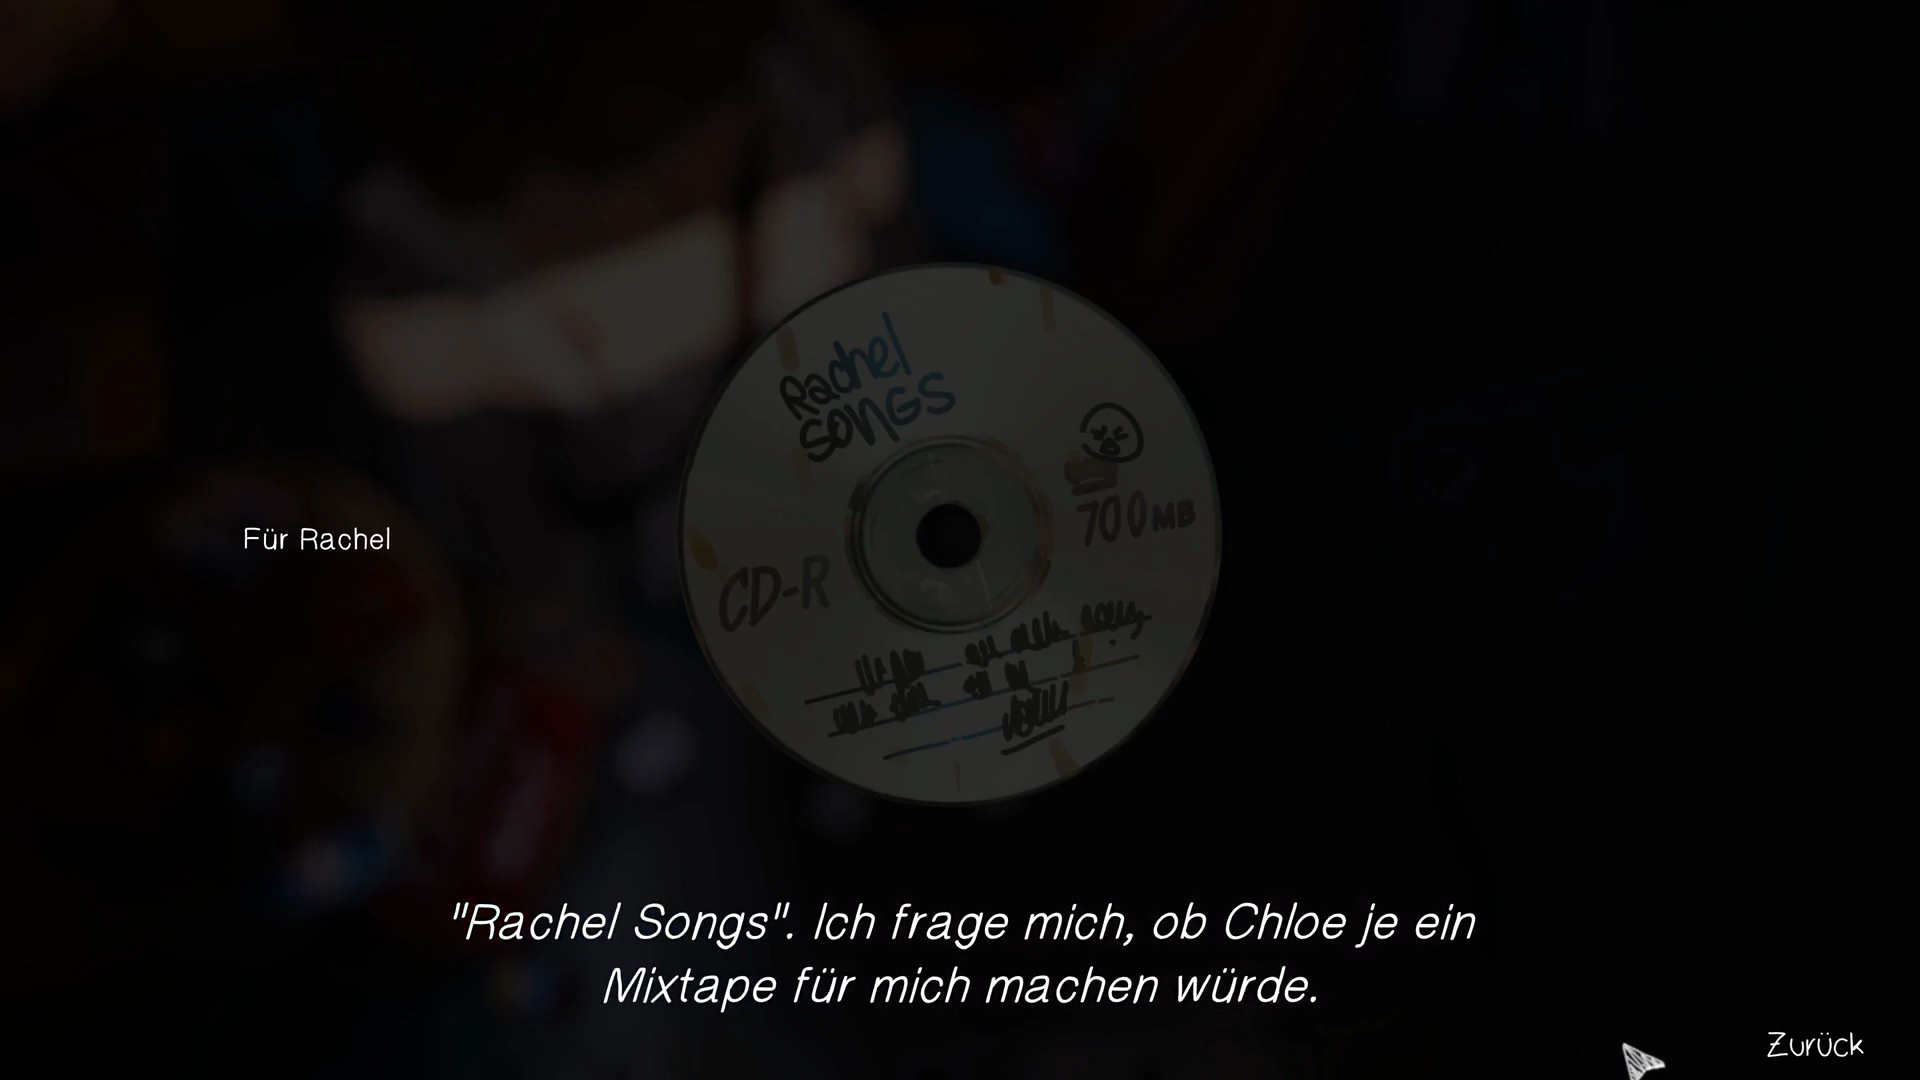 Rachel
SONGS
700MB
CD-R
Für Rachel
"Rachel Songs". Ich frage mich, ob Chloe je ein
Mixtape für mich machen würde.
Zurück